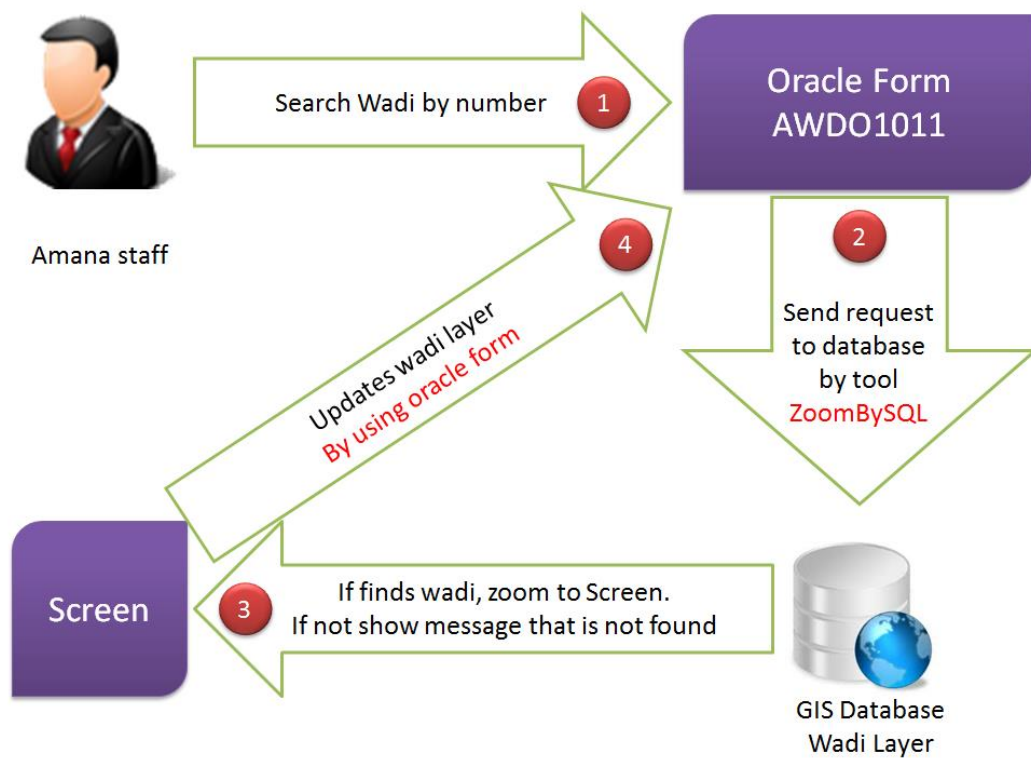 Search Wadi by number
1
Oracle Form
AWDO1011
Amana staff
4
2
Updates wadi layer
By using oracle form
Send request
to database
by tool
ZoomBySQL
Screen
3
If finds wadi, zoom to Screen.
If not show message that is not found
GIS Database
Wadi Layer